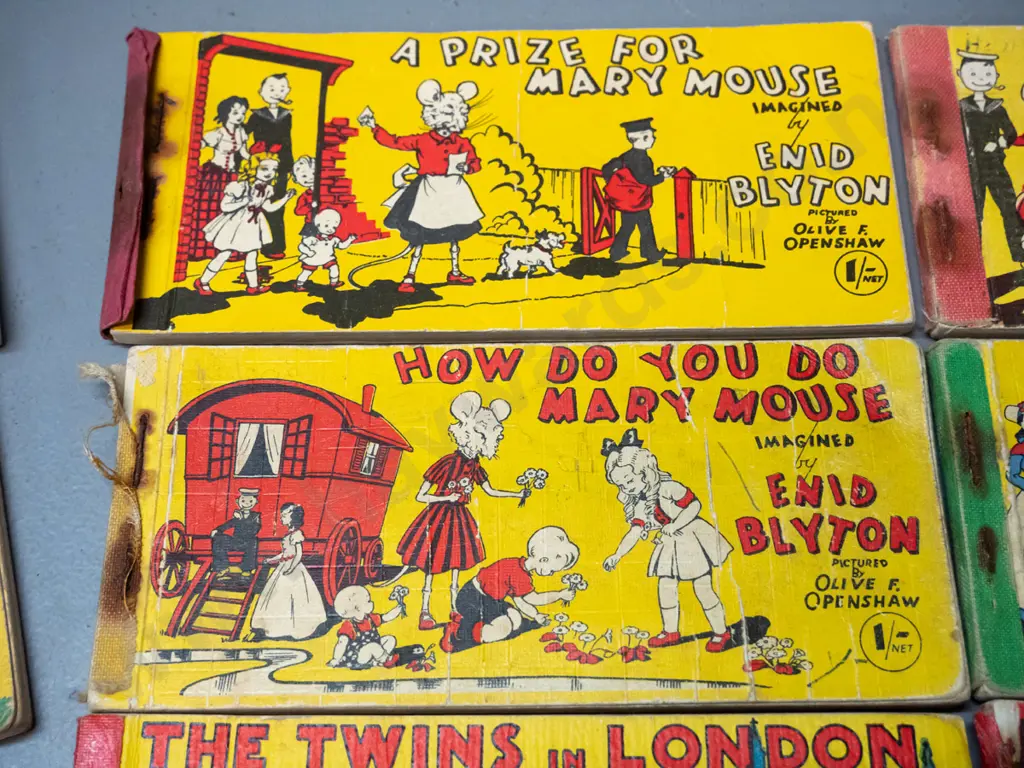 A PRIZE FOR
MARY MOUSE
IMAGINED
by
ENID
BLYTON
PICTURED
BY
OLIVE F.
OPENSHAW
1/-
NET
HOW DO YOU DO
MARY MOUSE
IMAGINED
by
ENID
BLYTON
PICTURED
BY
OLIVE F.
OPENSHAW
1/-
NET
THE TWINS IN LONDON